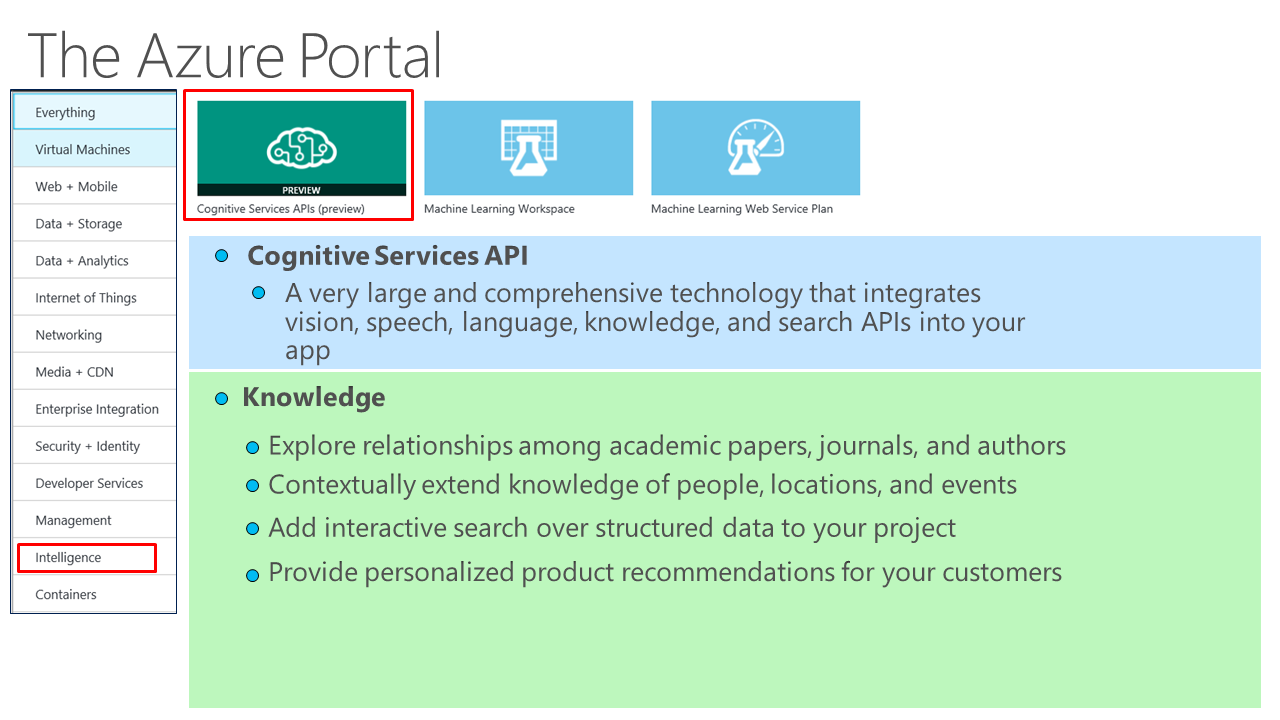 The Azure Portal
Everything
Virtual Machines
Web + Mobile
Data + Storage
Data + Analytics
Internet of Things
Networking
Media + CDN
Enterprise Integration
Security + Identity
Developer Services
Management
Intelligence
Containers
PREVIEW
Cognitive Services APIs (preview)
Machine Learning Workspace
Machine Learning Web Service Plan
Cognitive Services API
A very large and comprehensive technology that integrates
vision, speech, language, knowledge, and search APIs into your
app
Knowledge
Explore relationships among academic papers, journals, and authors
Contextually extend knowledge of people, locations, and events
Add interactive search over structured data to your project
Provide personalized product recommendations for your customers